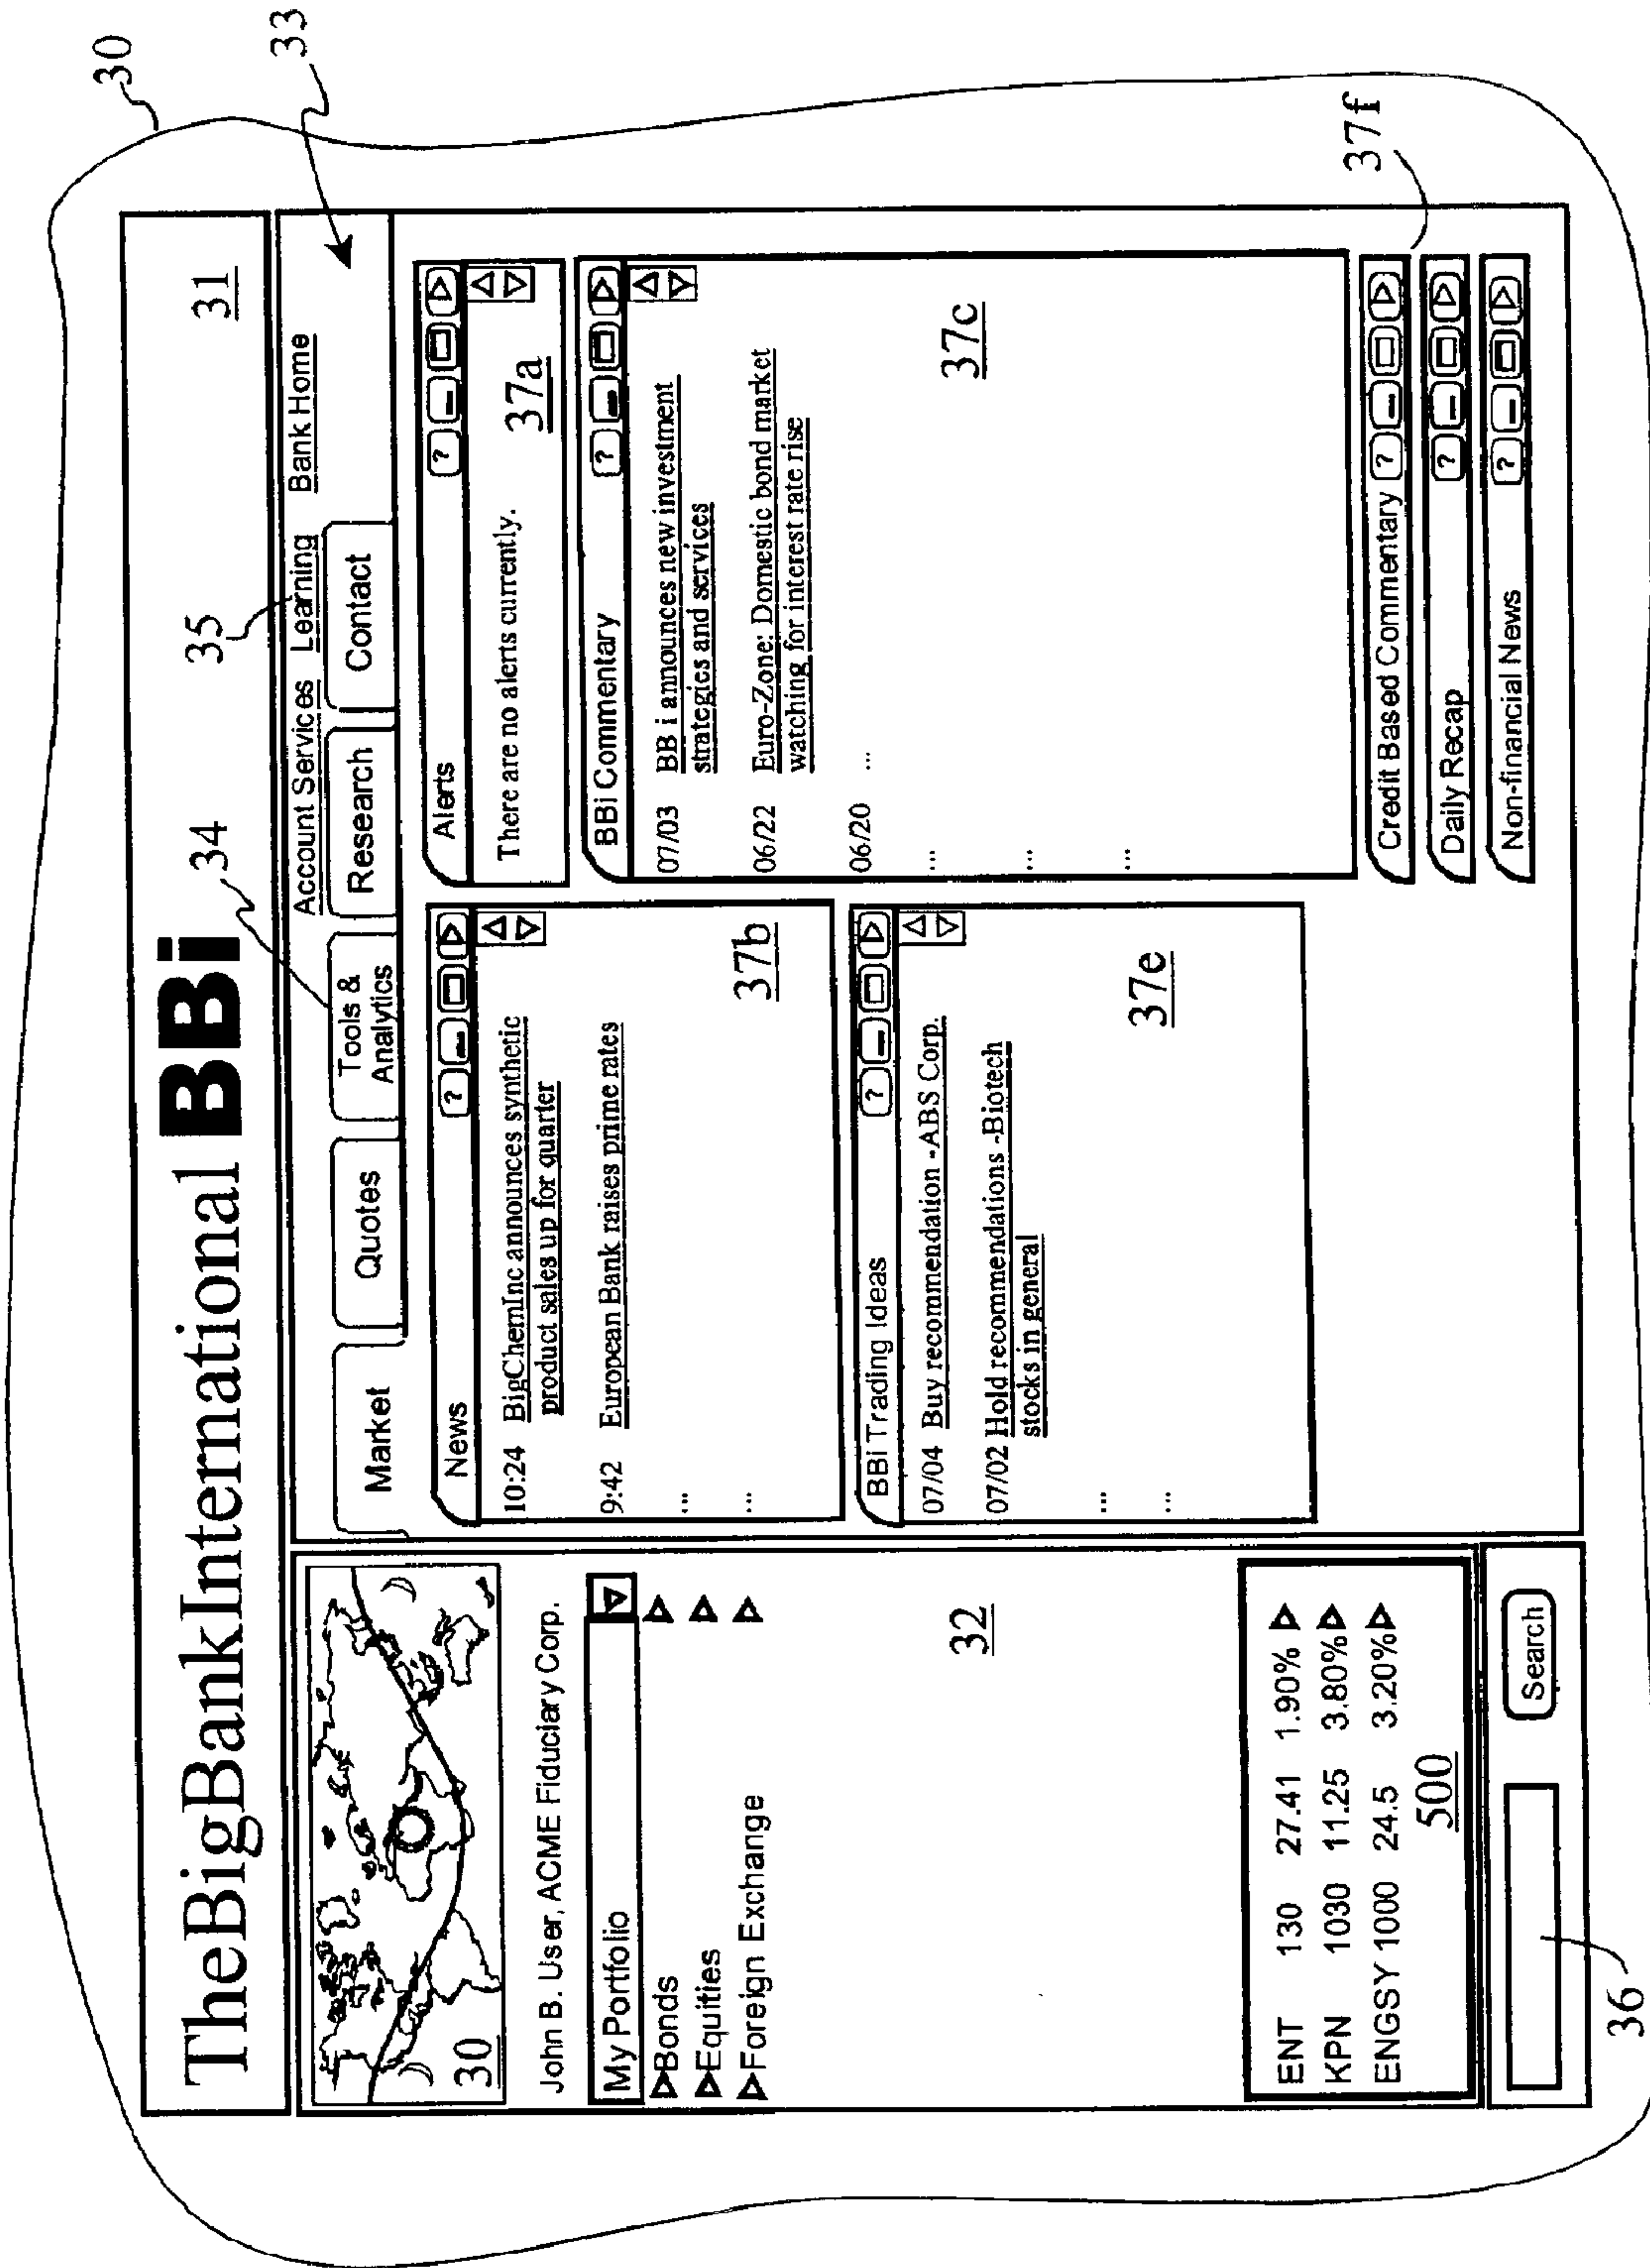 30
33
TheBigBankInternational BBi
31
34
35
Account Services Learning Bank Home
Market
Quotes
Tools &
Analytics
Research
Contact
30
John B. User, ACME Fiduciary Corp.
My Portfolio
Bonds
Equities
Foreign Exchange
32
ENT 130 27.41 1.90%
KPN 1030 11.25 3.80%
ENGSY 1000 24.5 3.20%
500
Search
36
News ?
10:24 BigChemInc announces synthetic
product sales up for quarter
9:42 European Bank raises prime rates
...
...
37b
BBi Trading Ideas ?
07/04 Buy recommendation -ABS Corp.
07/02 Hold recommendations -Biotech
stocks in general
...
...
37e
Alerts ?
There are no alerts currently.
37a
BBi Commentary ?
07/03 BB i announces new investment
strategies and services
06/22 Euro-Zone: Domestic bond market
watching for interest rate rise
06/20 ...
...
...
...
37c
Credit Based Commentary ?
37f
Daily Recap ?
Non-financial News ?